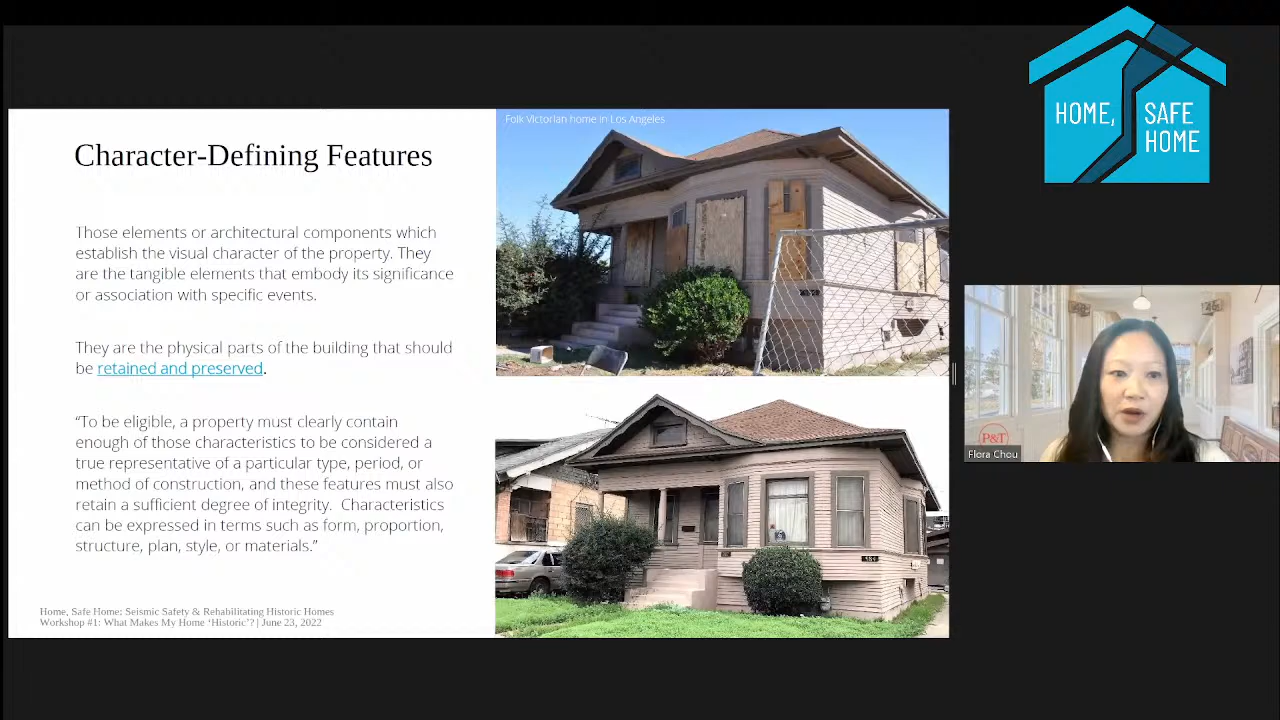 Folk Victorian home in Los Angeles
HOME,
SAFE
HOME
Character-Defining Features
Those elements or architectural components which
establish the visual character of the property. They
are the tangible elements that embody its significance
or association with specific events.
They are the physical parts of the building that should
be retained and preserved.
“To be eligible, a property must clearly contain
enough of those characteristics to be considered a
true representative of a particular type, period, or
method of construction, and these features must also
retain a sufficient degree of integrity. Characteristics
can be expressed in terms such as form, proportion,
structure, plan, style, or materials.”
Home, Safe Home: Seismic Safety & Rehabilitating Historic Homes
Workshop #1: What Makes My Home ‘Historic’? | June 23, 2022
P&T
Flora Chou